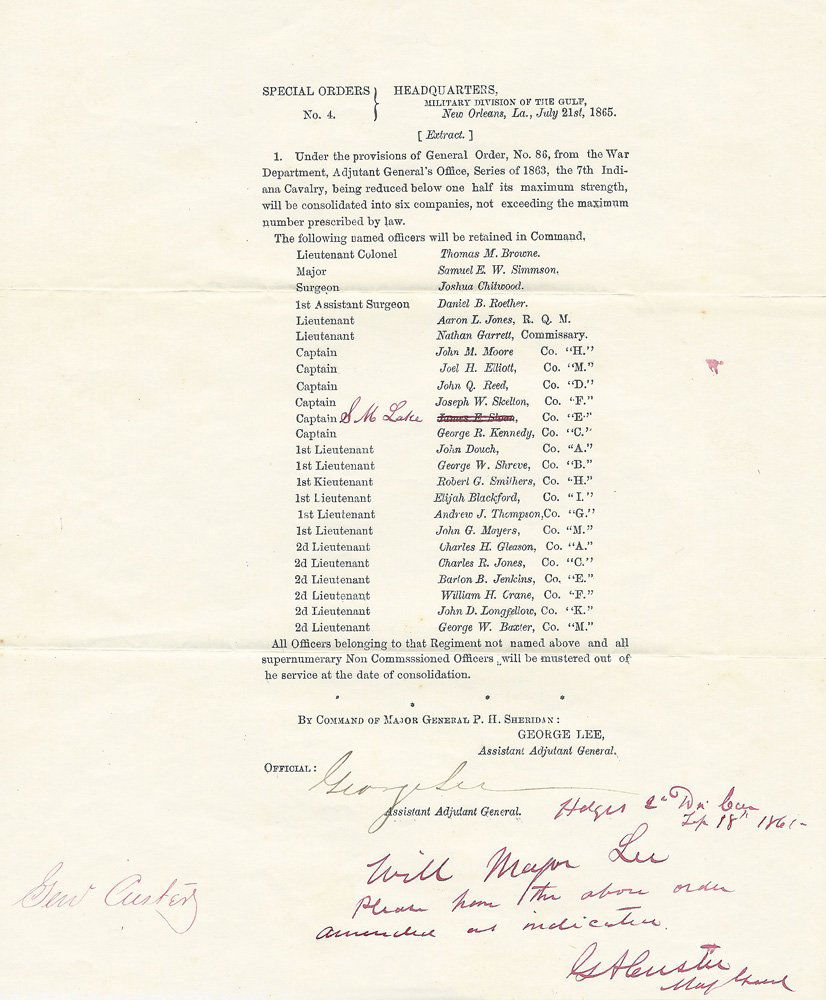 SPECIAL ORDERS } HEADQUARTERS,
MILITARY DIVISION OF THE GULF,
No. 4. New Orleans, La., July 21st, 1865.
[ Extract. ]
1. Under the provisions of General Order, No. 86, from the War
Department, Adjutant General's Office, Series of 1863, the 7th Indi-
ana Cavalry, being reduced below one half its maximum strength,
will be consolidated into six companies, not exceeding the maximum
number prescribed by law.
The following named officers will be retained in Command,
Lieutenant Colonel Thomas M. Browne.
Major Samuel E. W. Simmson,
Surgeon Joshua Chitwood.
1st Assistant Surgeon Daniel B. Roether.
Lieutenant Aaron L. Jones, R. Q. M.
Lieutenant Nathan Garrett, Commissary.
Captain John M. Moore Co. "H."
Captain Joel H. Elliott, Co. "M."
Captain John Q. Reed, Co. "D."
Captain Joseph W. Skelton, Co. "F."
Captain S M Lake James E. Sloan, Co. "E"
Captain George R. Kennedy, Co. "C."
1st Lieutenant John Douch, Co. "A."
1st Lieutenant George W. Shreve, Co. "B."
1st Kieutenant Robert G. Smithers, Co. "H."
1st Lieutenant Elijah Blackford, Co. "I."
1st Lieutenant Andrew J. Thompson,Co. "G."
1st Lieutenant John G. Mayers, Co. "M."
2d Lieutenant Charles H. Gleason, Co. "A."
2d Lieutenant Charles R. Jones, Co. "C."
2d Lieutenant Barton B. Jenkins, Co. "E."
2d Lieutenant William H. Crane, Co. "F."
2d Lieutenant John D. Longfellow, Co. "K."
2d Lieutenant George W. Baxter, Co. "M."
All Officers belonging to that Regiment not named above and all
supernumerary Non Commsssioned Officers will be mustered out of
he service at the date of consolidation.
By Command of Major General P. H. Sheridan:
GEORGE LEE,
Assistant Adjutant General.
Official:
George Lee
Assistant Adjutant General.
Hdqrs 2d Div Cav
Sep 18th 1865
Will Major Lee
Please have the above order
amended as indicated.
GACuster
Maj Genl
Gen Custer